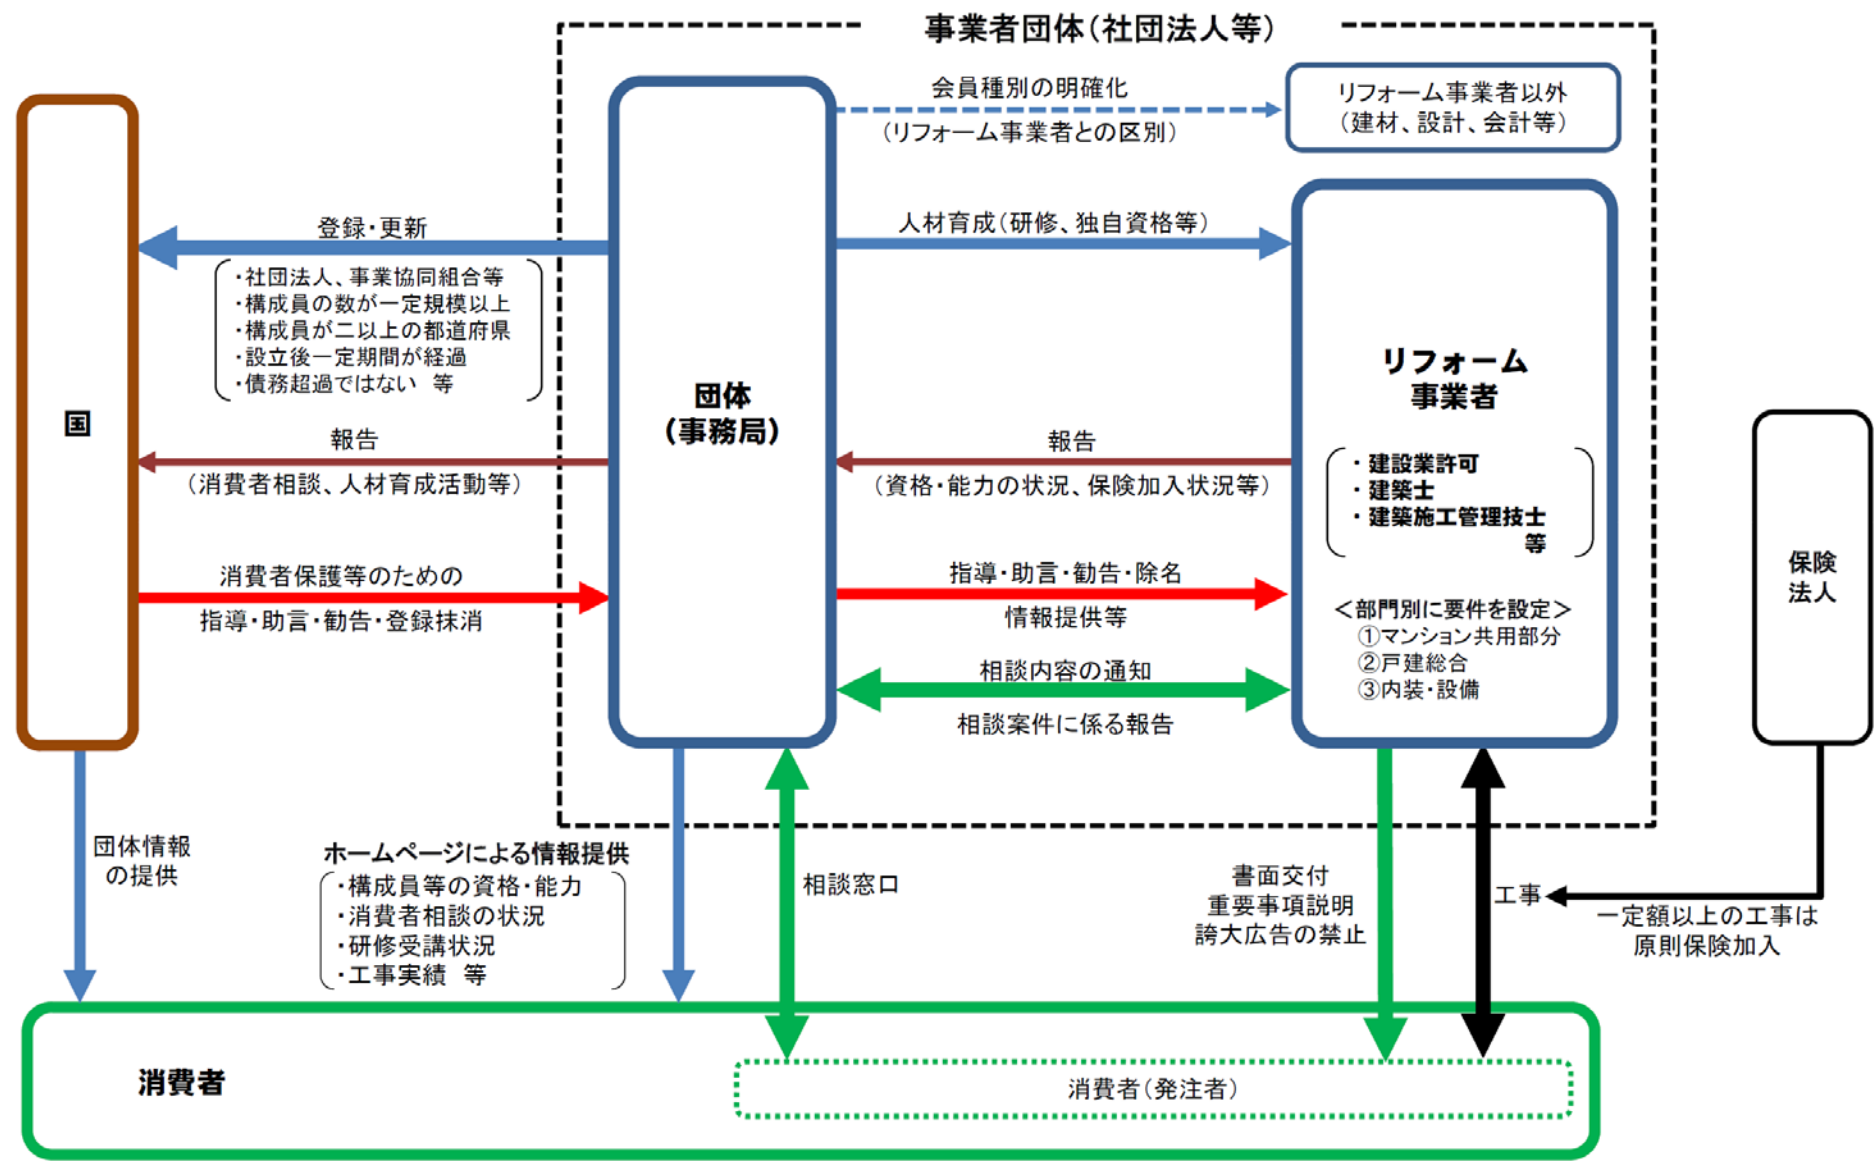 事業者団体（社団法人等）
会員種別の明確化
（リフォーム事業者との区別）
リフォーム事業者以外
（建材、設計、会計等）
登録・更新
・社団法人、事業協同組合等
・構成員の数が一定規模以上
・構成員が二以上の都道府県
・設立後一定期間が経過
・債務超過ではない　等
人材育成（研修、独自資格等）
国
団体
（事務局）
リフォーム
事業者
・建設業許可
・建築士
・建築施工管理技士
等
＜部門別に要件を設定＞
①マンション共用部分
②戸建総合
③内装・設備
報告
（消費者相談、人材育成活動等）
報告
（資格・能力の状況、保険加入状況等）
消費者保護等のための
指導・助言・勧告・登録抹消
指導・助言・勧告・除名
情報提供等
相談内容の通知
相談案件に係る報告
保険
法人
団体情報
の提供
ホームページによる情報提供
・構成員等の資格・能力
・消費者相談の状況
・研修受講状況
・工事実績　等
相談窓口
書面交付
重要事項説明
誇大広告の禁止
工事
一定額以上の工事は
原則保険加入
消費者
消費者（発注者）